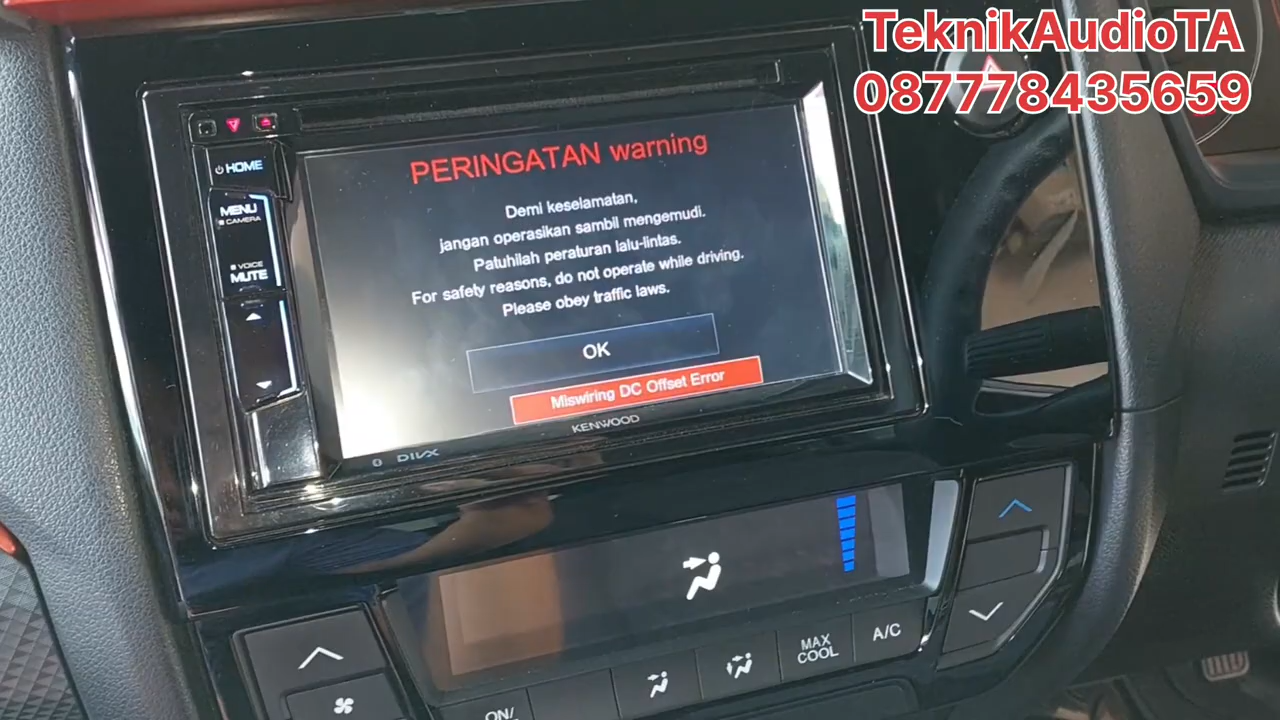 TeknikAudioTA
087778435659
HOME
MENU
CAMERA
VOICE
MUTE
PERINGATAN warning
Demi keselamatan,
jangan operasikan sambil mengemudi.
Patuhilah peraturan lalu-lintas.
For safety reasons, do not operate while driving.
Please obey traffic laws.
OK
Miswiring DC Offset Error
KENWOOD
DIVX
MAX
COOL
A/C
ON/